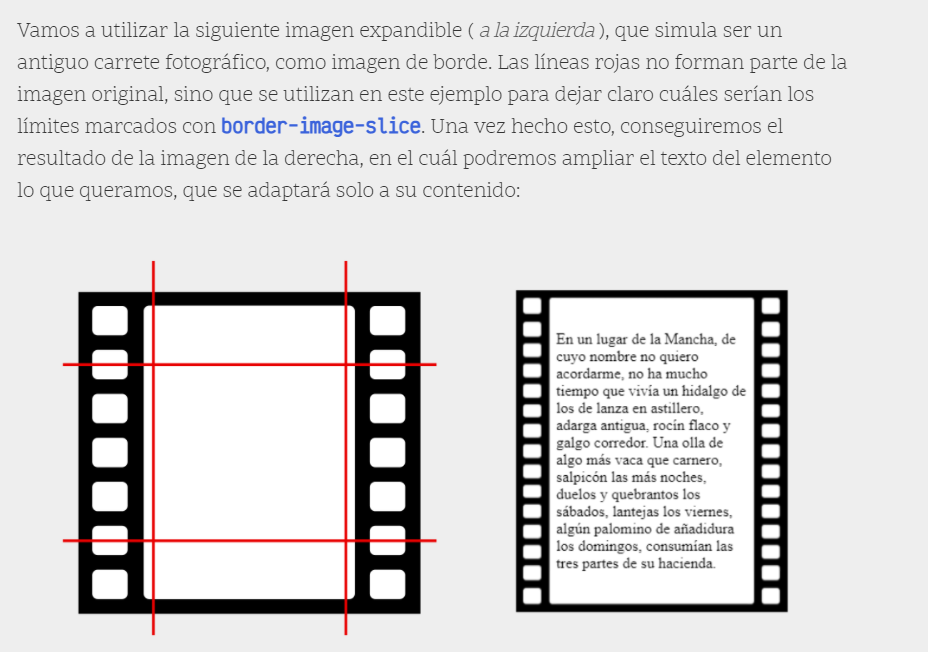 Vamos a utilizar la siguiente imagen expandible ( a la izquierda ), que simula ser un
antiguo carrete fotográfico, como imagen de borde. Las líneas rojas no forman parte de la
imagen original, sino que se utilizan en este ejemplo para dejar claro cuáles serían los
límites marcados con border-image-slice. Una vez hecho esto, conseguiremos el
resultado de la imagen de la derecha, en el cuál podremos ampliar el texto del elemento
lo que queramos, que se adaptará solo a su contenido:
En un lugar de la Mancha, de
cuyo nombre no quiero
acordarme, no ha mucho
tiempo que vivía un hidalgo de
los de lanza en astillero,
adarga antigua, rocín flaco y
galgo corredor. Una olla de
algo más vaca que carnero,
salpicón las más noches,
duelos y quebrantos los
sábados, lantejas los viernes,
algún palomino de añadidura
los domingos, consumían las
tres partes de su hacienda.